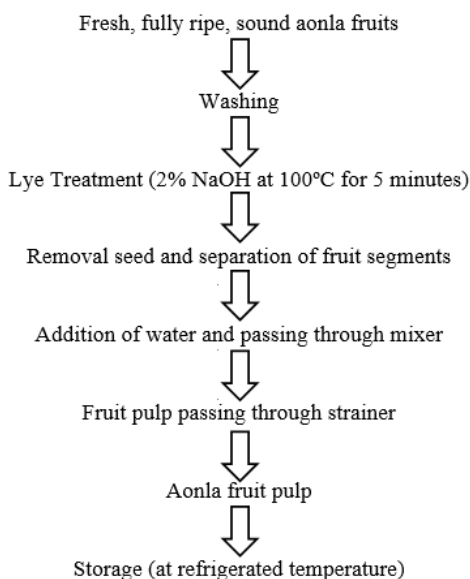 Fresh, fully ripe, sound aonla fruits
Washing
Lye Treatment (2% NaOH at 100ºC for 5 minutes)
Removal seed and separation of fruit segments
Addition of water and passing through mixer
Fruit pulp passing through strainer
Aonla fruit pulp
Storage (at refrigerated temperature)